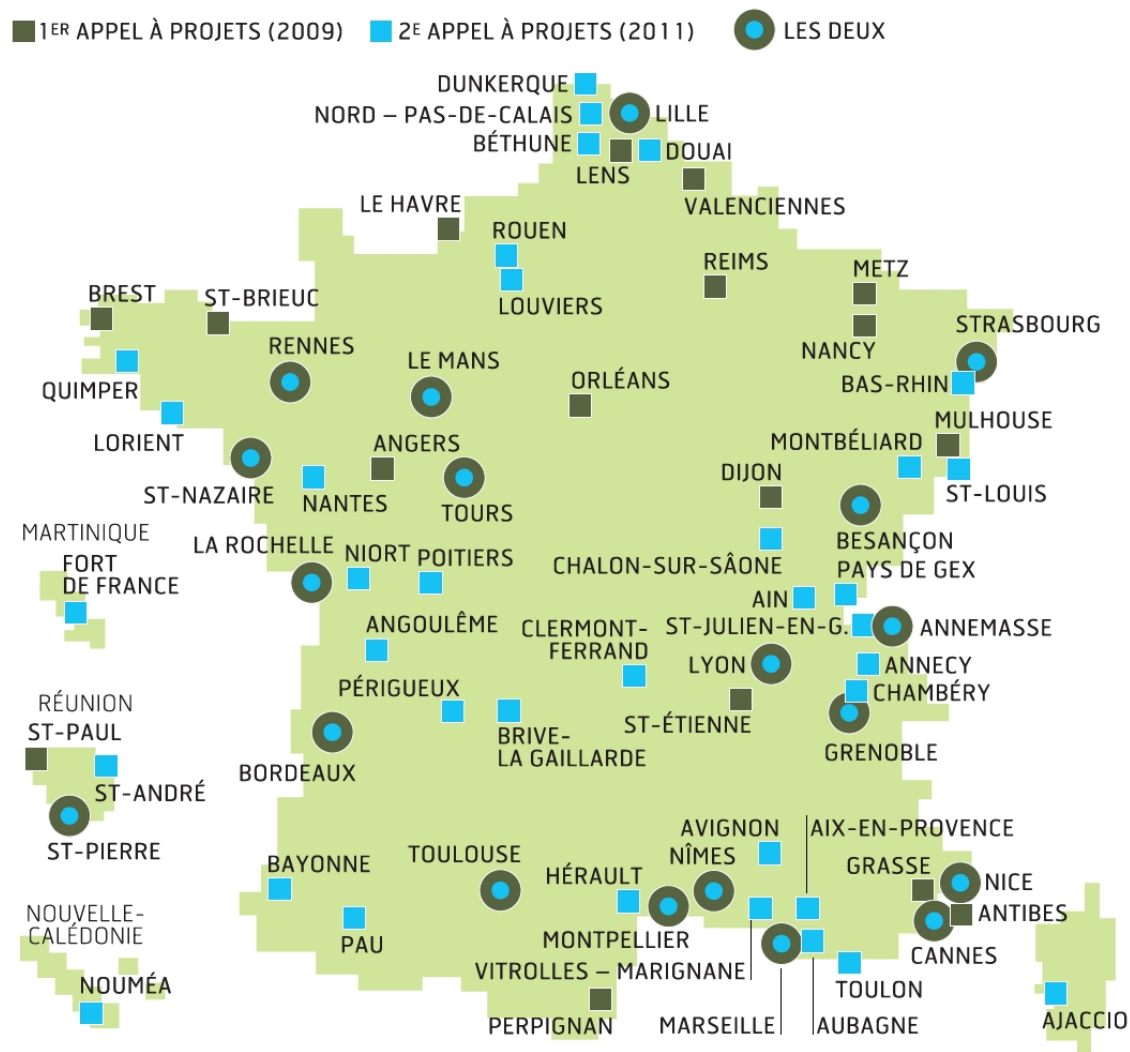 1ER APPEL À PROJETS (2009)
2E APPEL À PROJETS (2011)
LES DEUX
DUNKERQUE
NORD – PAS-DE-CALAIS
LILLE
BÉTHUNE
DOUAI
LENS
VALENCIENNES
LE HAVRE
ROUEN
LOUVIERS
REIMS
METZ
NANCY
BREST
ST-BRIEUC
STRASBOURG
RENNES
LE MANS
ORLÉANS
BAS-RHIN
QUIMPER
LORIENT
MULHOUSE
ANGERS
MONTBÉLIARD
DIJON
ST-LOUIS
ST-NAZAIRE
NANTES
TOURS
MARTINIQUE
FORT
DE FRANCE
LA ROCHELLE
NIORT
POITIERS
BESANÇON
CHALON-SUR-SÂONE
PAYS DE GEX
AIN
ANGOULÊME
CLERMONT-
FERRAND
ST-JULIEN-EN-G.
ANNEMASSE
LYON
ANNECY
CHAMBÉRY
PÉRIGUEUX
RÉUNION
ST-PAUL
ST-ÉTIENNE
BRIVE-
LA GAILLARDE
GRENOBLE
BORDEAUX
ST-ANDRÉ
ST-PIERRE
AVIGNON
AIX-EN-PROVENCE
BAYONNE
TOULOUSE
NÎMES
HÉRAULT
GRASSE
NICE
ANTIBES
NOUVELLE-
CALÉDONIE
PAU
MONTPELLIER
CANNES
VITROLLES – MARIGNANE
NOUMÉA
TOULON
PERPIGNAN
MARSEILLE
AUBAGNE
AJACCIO